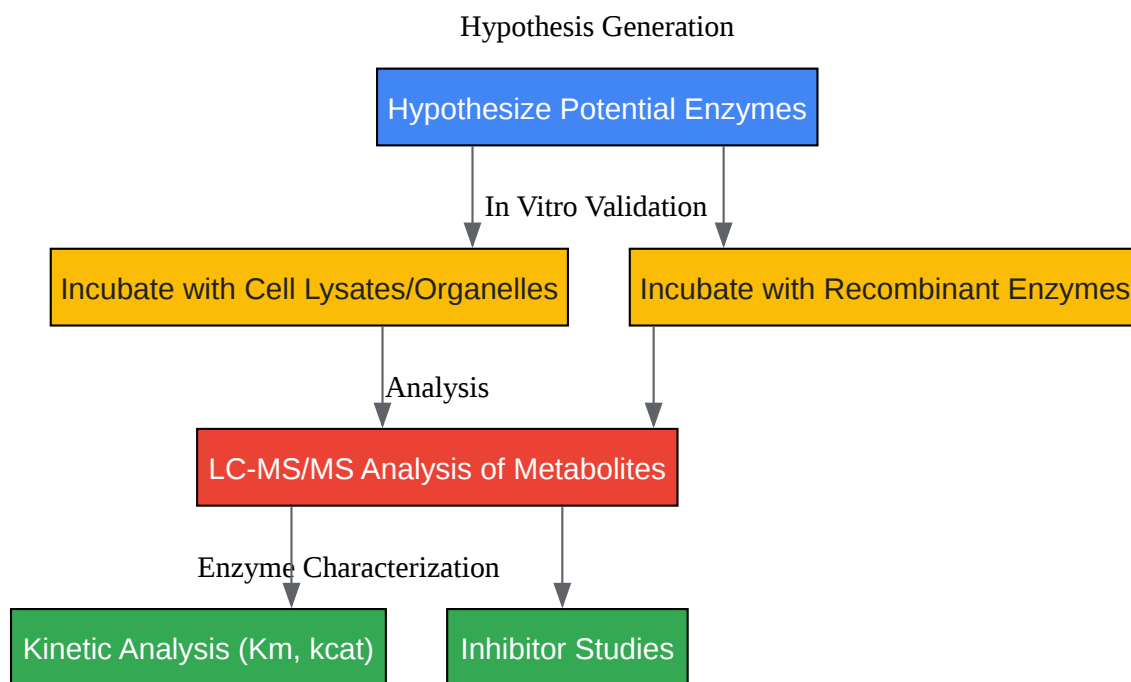 Hypothesis Generation
Hypothesize Potential Enzymes
In Vitro Validation
Incubate with Cell Lysates/Organelles
Incubate with Recombinant Enzymes
Analysis
LC-MS/MS Analysis of Metabolites
Enzyme Characterization
Kinetic Analysis (Km, kcat)
Inhibitor Studies